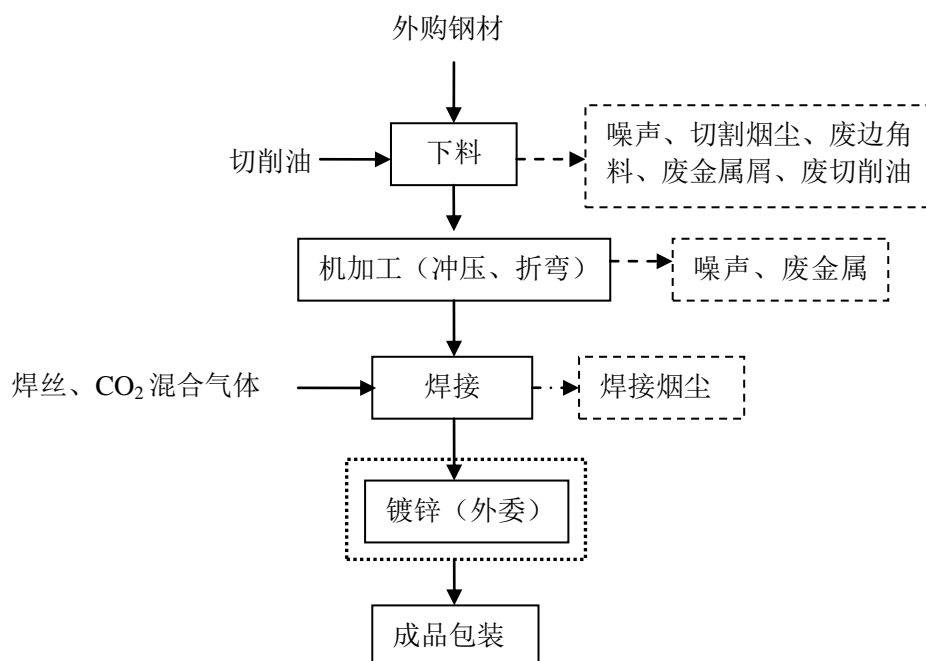 外购钢材
切削油
下料
噪声、切割烟尘、废边角
料、废金属屑、废切削油
机加工（冲压、折弯）
噪声、废金属
焊丝、CO₂混合气体
焊接
焊接烟尘
镀锌（外委）
成品包装